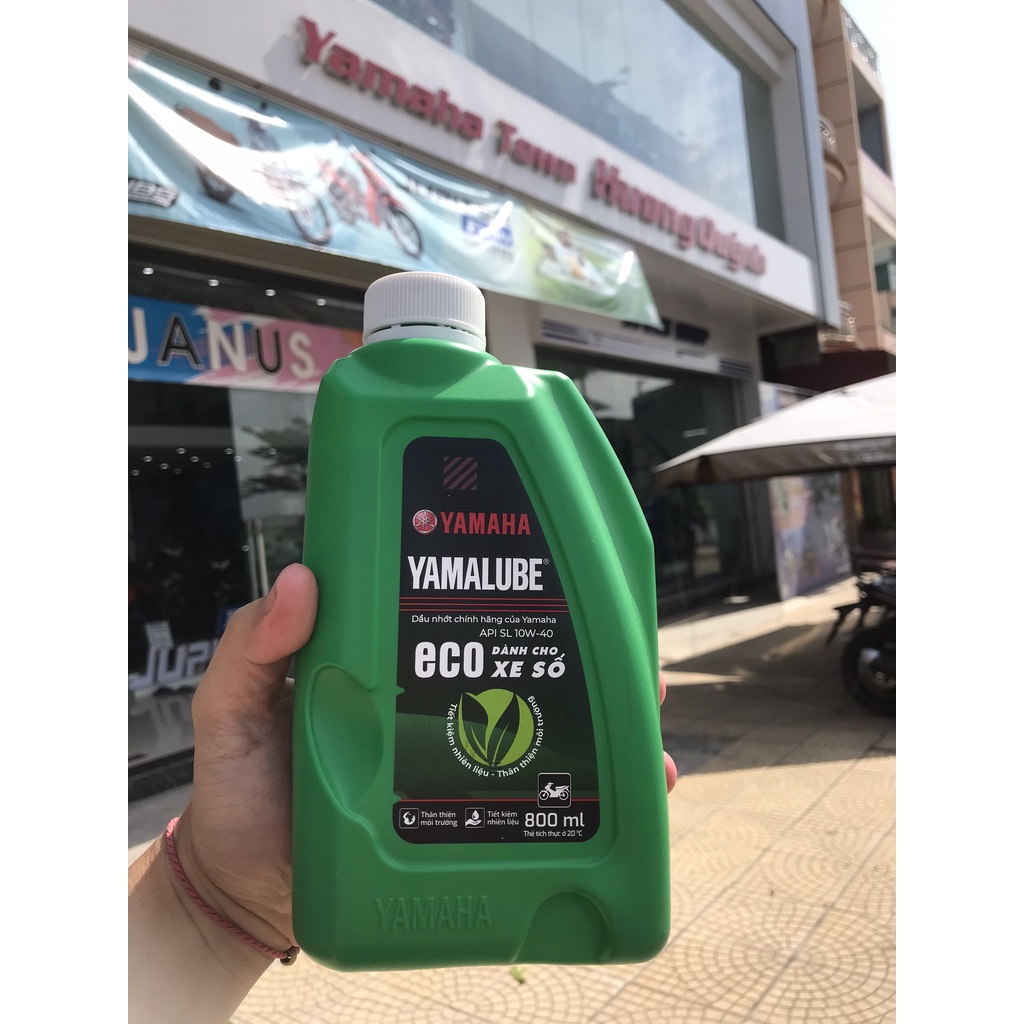 Yamaha Town
HuongQuynh
JANUS
YAMAHA
YAMALUBE®
Dầu nhớt chính hãng của Yamaha
API SL 10W-40
eco DÀNH CHO
XE SỐ
Tiết kiệm nhiên liệu - Thân thiện môi trường
Thân thiện
môi trường
Tiết kiệm
nhiên liệu
800 ml
Thể tích thực ở 20°C
YAMAHA